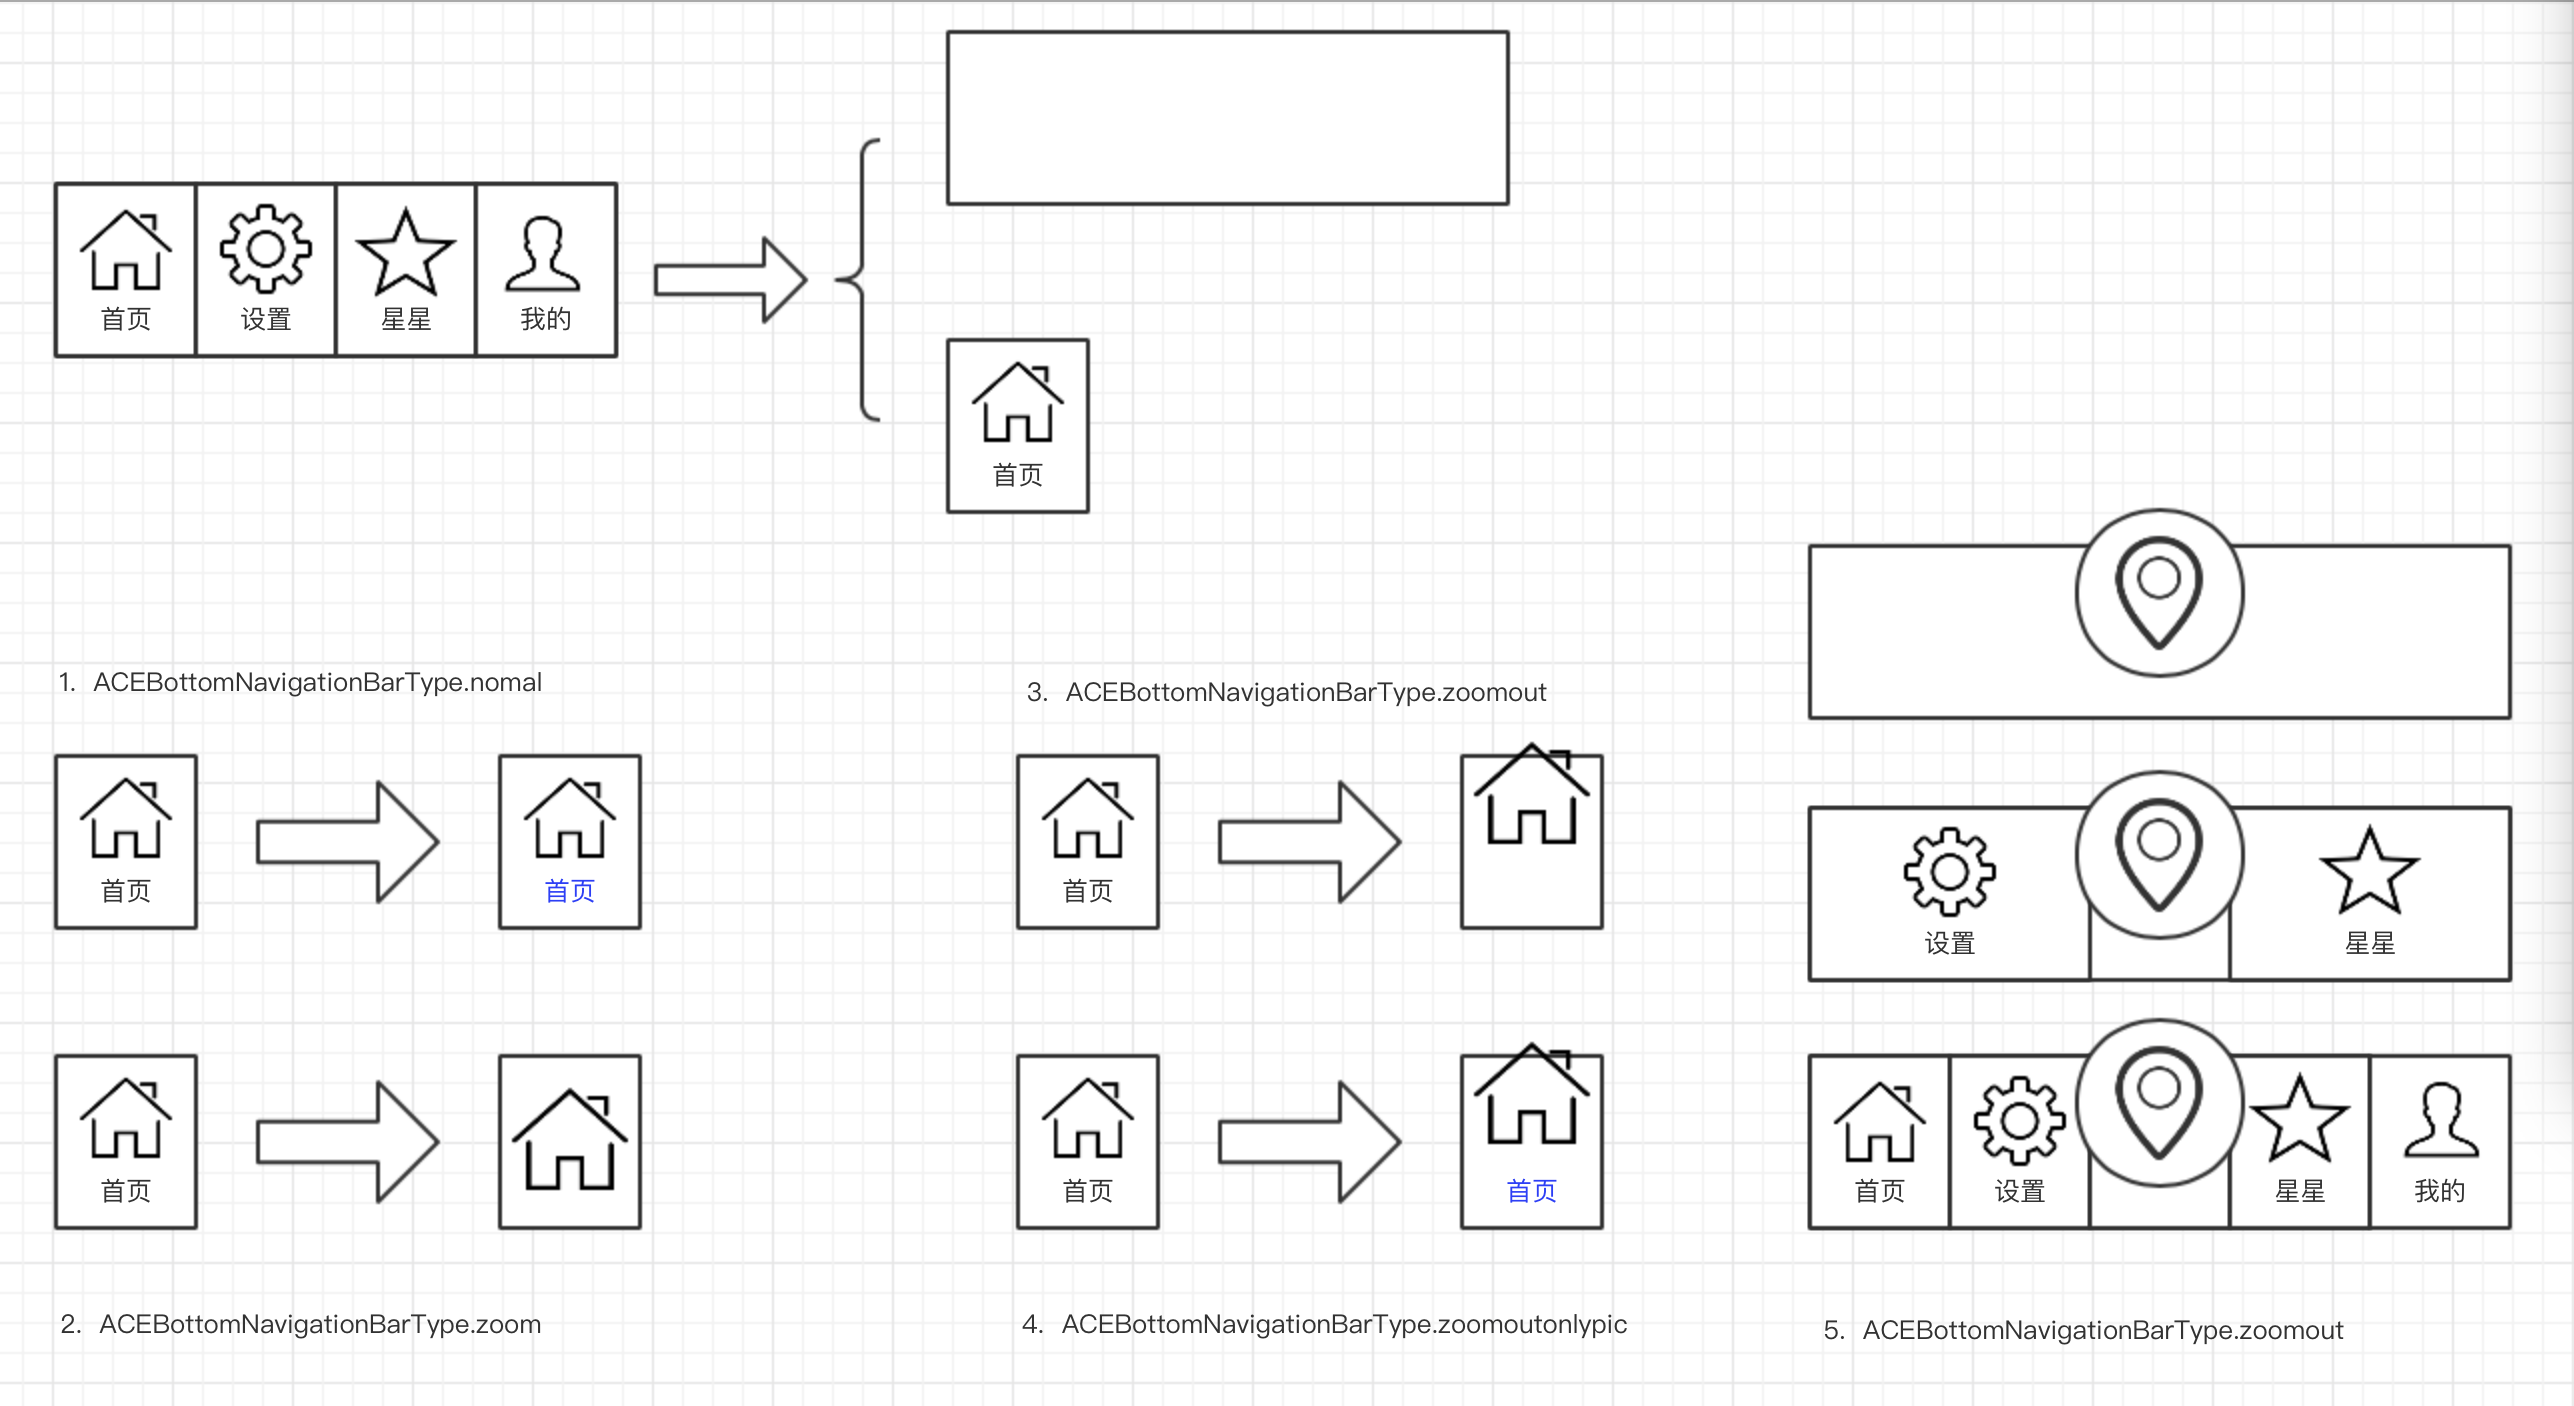 首页 设置 星星 我的
首页
1. ACEBottomNavigationBarType.nomal
3. ACEBottomNavigationBarType.zoomout
首页 首页 首页
设置 星星
首页 首页 首页 首页 设置 星星 我的
2. ACEBottomNavigationBarType.zoom
4. ACEBottomNavigationBarType.zoomoutonlypic
5. ACEBottomNavigationBarType.zoomout